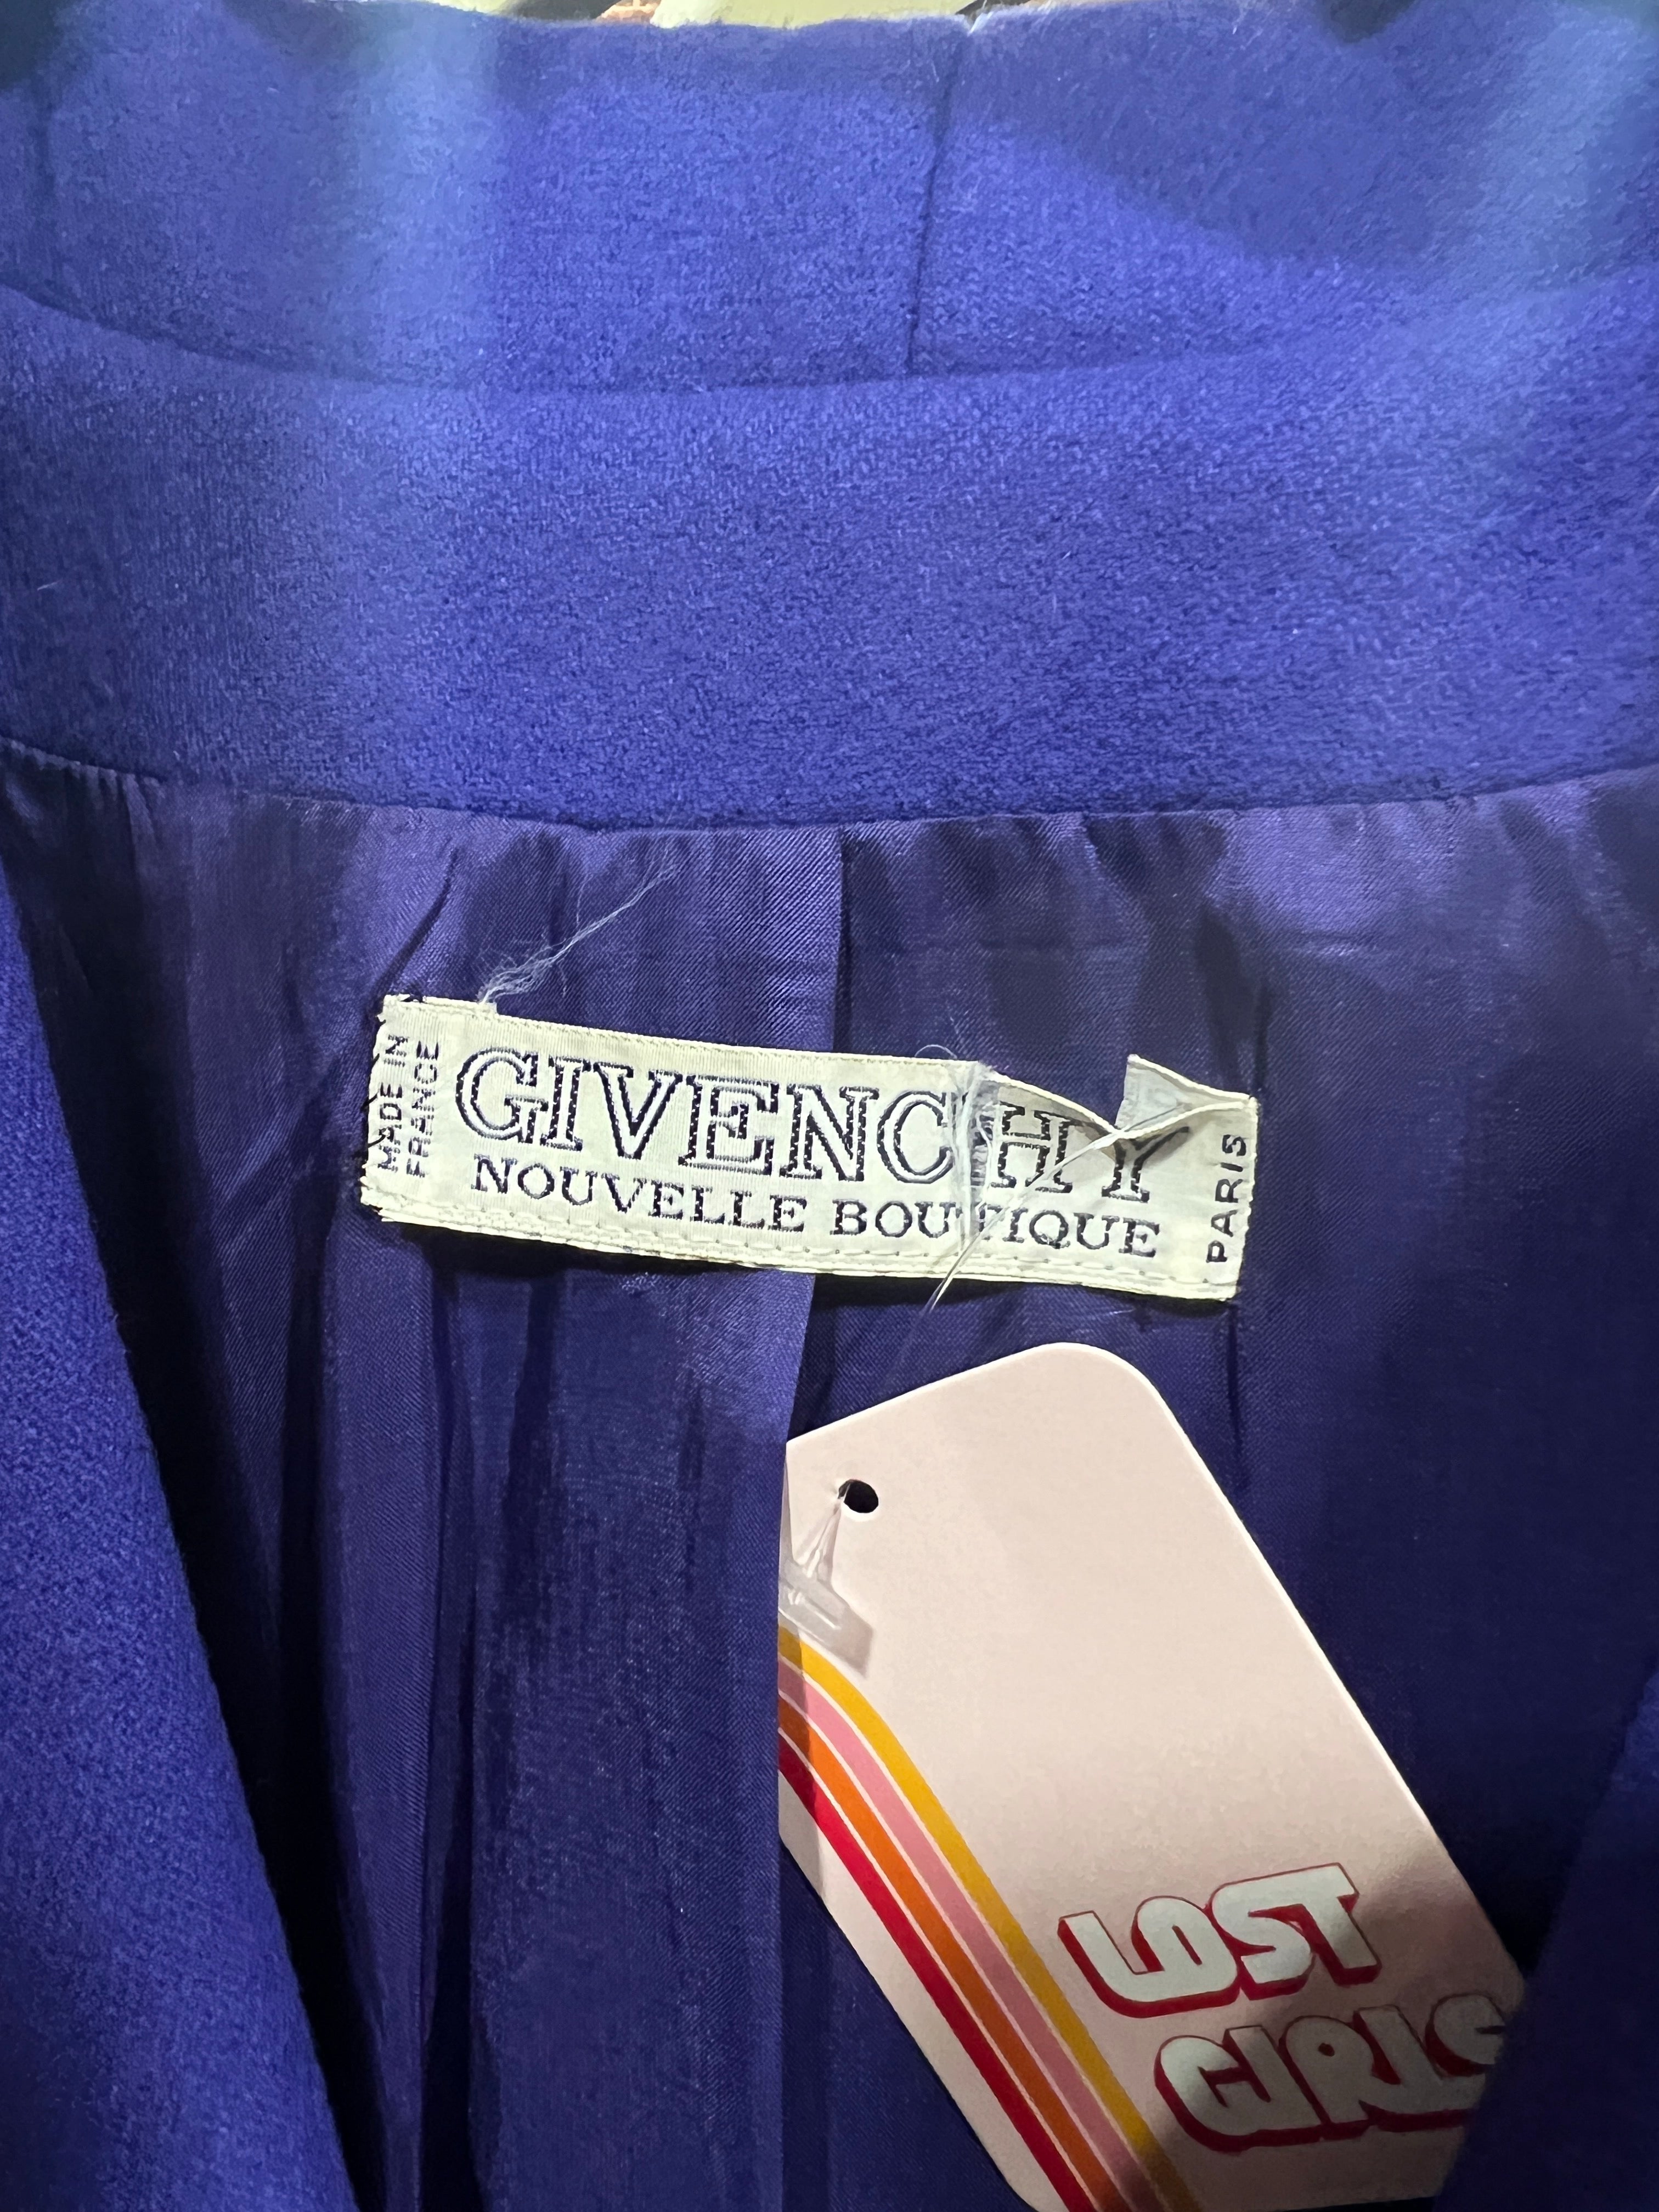 MADE IN
FRANCE
GIVENCHY
NOUVELLE BOUTIQUE
PARIS
LOST
GIRLS